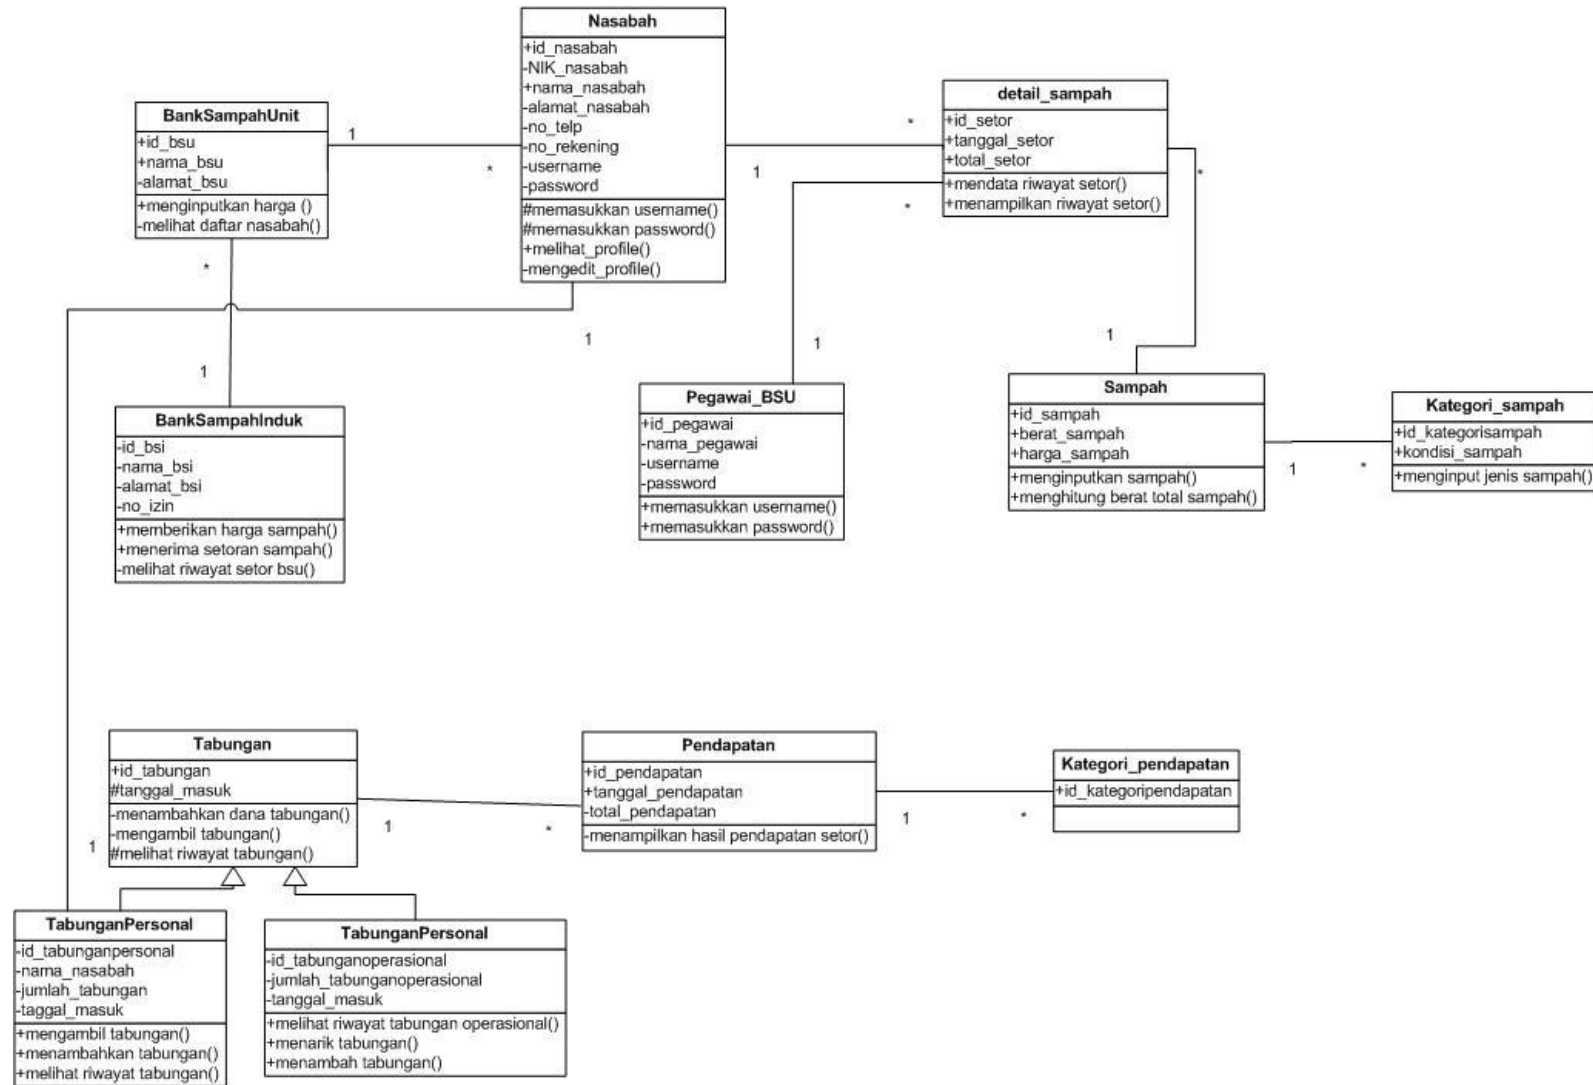 Nasabah
+id_nasabah
-NIK_nasabah
+nama_nasabah
-alamat_nasabah
-no_telp
-no_rekening
-username
-password
#memasukkan username()
#memasukkan password()
+melihat_profile()
-mengedit_profile()
BankSampahUnit
+id_bsu
+nama_bsu
-alamat_bsu
+menginputkan harga ()
-melihat daftar nasabah()
1
*
detail_sampah
+id_setor
+tanggal_setor
+total_setor
+mendata riwayat setor()
+menampilkan riwayat setor()
*
1
*
*
*
1
1
1
1
BankSampahInduk
-id_bsi
-nama_bsi
-alamat_bsi
-no_izin
+memberikan harga sampah()
+menerima setoran sampah()
-melihat riwayat setor bsu()
Pegawai_BSU
+id_pegawai
-nama_pegawai
-username
-password
+memasukkan username()
+memasukkan password()
Sampah
+id_sampah
+berat_sampah
+harga_sampah
+menginputkan sampah()
+menghitung berat total sampah()
1
*
Kategori_sampah
+id_kategorisampah
+kondisi_sampah
+menginput jenis sampah()
Tabungan
+id_tabungan
#tanggal_masuk
-menambahkan dana tabungan()
-mengambil tabungan()
#melihat riwayat tabungan()
1
*
Pendapatan
+id_pendapatan
+tanggal_pendapatan
-total_pendapatan
-menampilkan hasil pendapatan setor()
1
*
Kategori_pendapatan
+id_kategoripendapatan
1
TabunganPersonal
-id_tabunganpersonal
-nama_nasabah
-jumlah_tabungan
-taggal_masuk
+mengambil tabungan()
+menambahkan tabungan()
+melihat riwayat tabungan()
TabunganPersonal
-id_tabunganoperasional
-jumlah_tabunganoperasional
-tanggal_masuk
+melihat riwayat tabungan operasional()
+menarik tabungan()
+menambah tabungan()